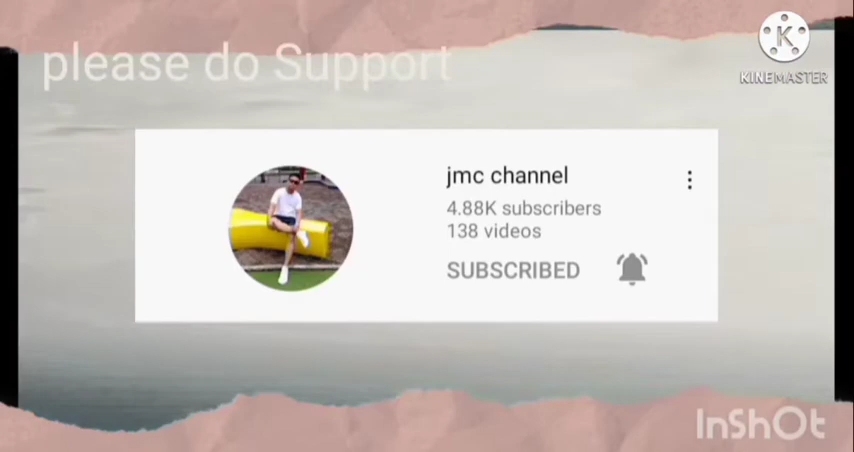 please do Support
K
KINEMASTER
jmc channel
4.88K subscribers
138 videos
SUBSCRIBED
InShOt